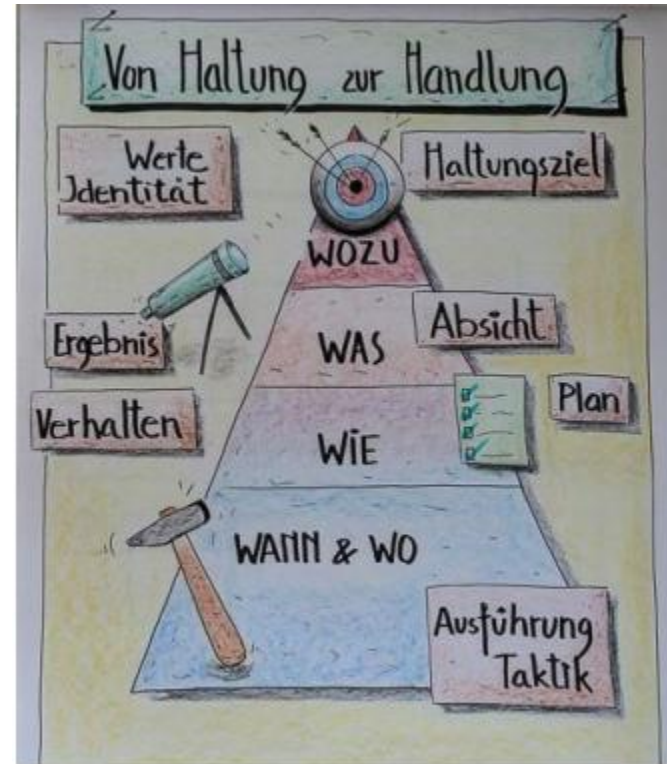 Von Haltung zur Handlung
Werte
Identität
Haltungsziel
WOZU
Ergebnis
WAS
Absicht
Verhalten
WiE
Plan
WANN & WO
Ausführung
Taktik